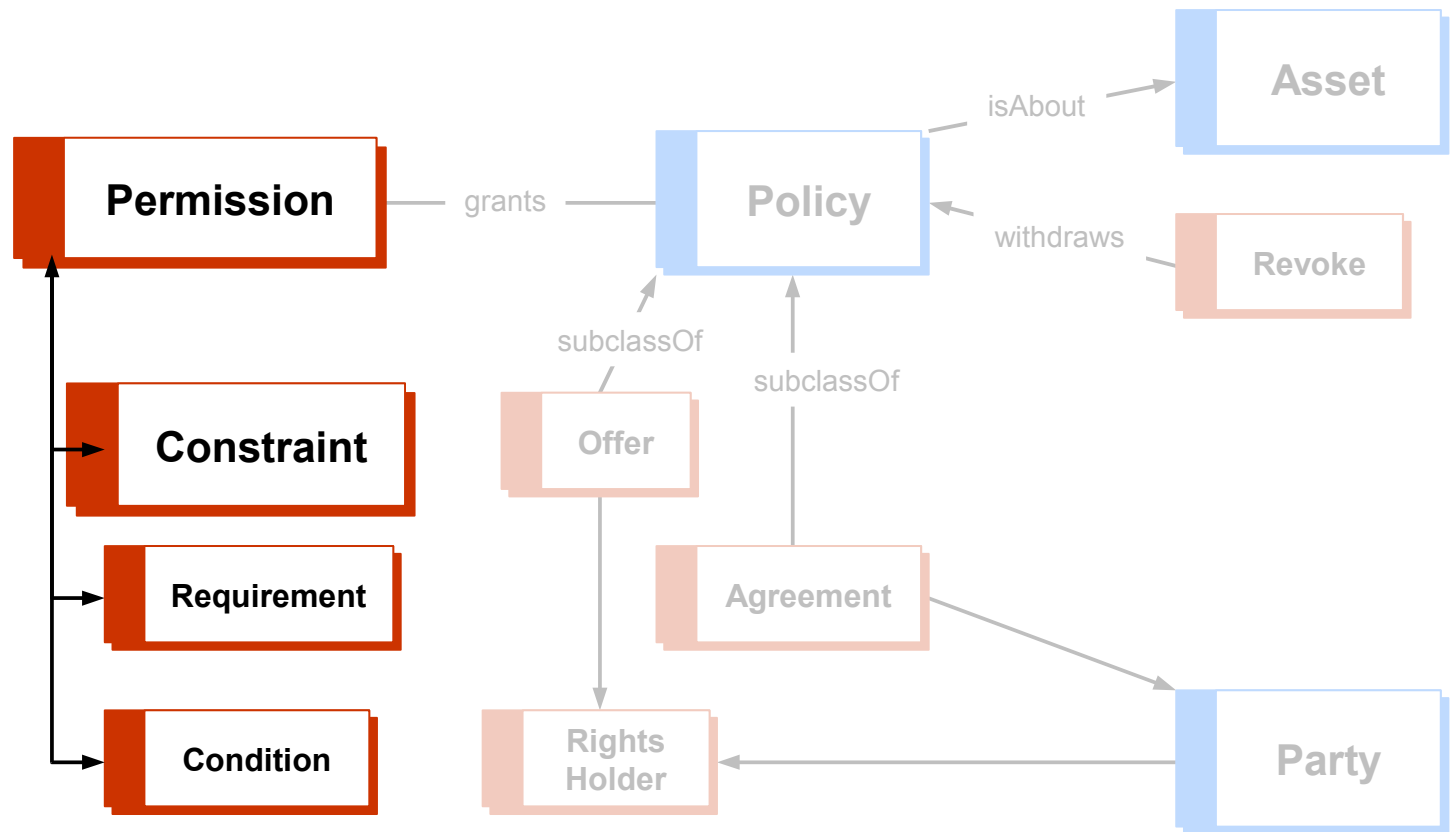 Asset
isAbout
Permission
grants
Policy
withdraws
Revoke
subclassOf
subclassOf
Constraint
Offer
Requirement
Agreement
Condition
Rights
Holder
Party